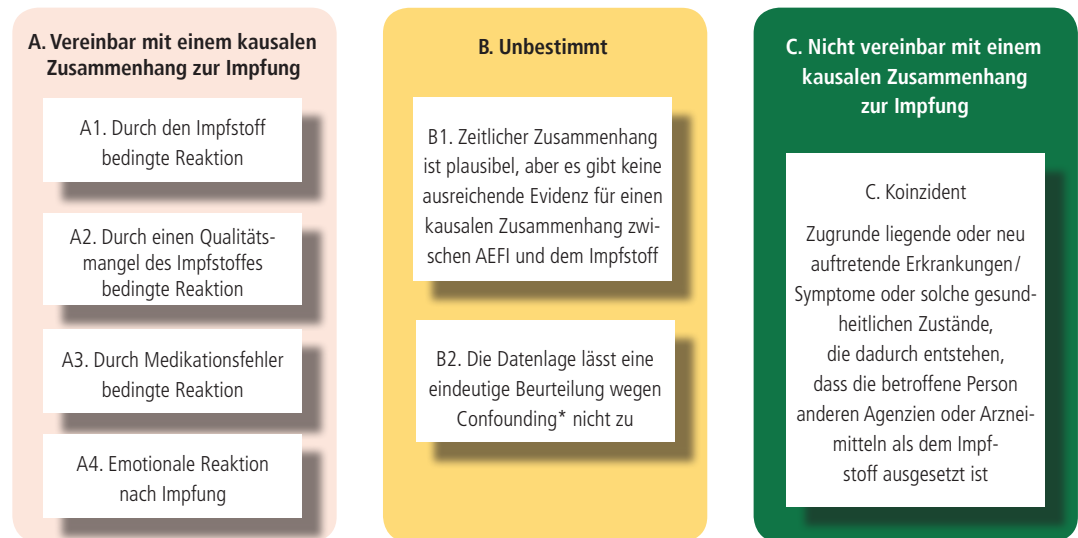 A. Vereinbar mit einem kausalen
Zusammenhang zur Impfung
A1. Durch den Impfstoff
bedingte Reaktion
A2. Durch einen Qualitäts-
mangel des Impfstoffes
bedingte Reaktion
A3. Durch Medikationsfehler
bedingte Reaktion
A4. Emotionale Reaktion
nach Impfung
B. Unbestimmt
B1. Zeitlicher Zusammenhang
ist plausibel, aber es gibt keine
ausreichende Evidenz für einen
kausalen Zusammenhang zwi-
schen AEFI und dem Impfstoff
B2. Die Datenlage lässt eine
eindeutige Beurteilung wegen
Confounding* nicht zu
C. Nicht vereinbar mit einem
kausalen Zusammenhang
zur Impfung
C. Koinzident
Zugrunde liegende oder neu
auftretende Erkrankungen/
Symptome oder solche gesund-
heitlichen Zustände,
die dadurch entstehen,
dass die betroffene Person
anderen Agenzien oder Arznei-
mitteln als dem Impf-
stoff ausgesetzt ist